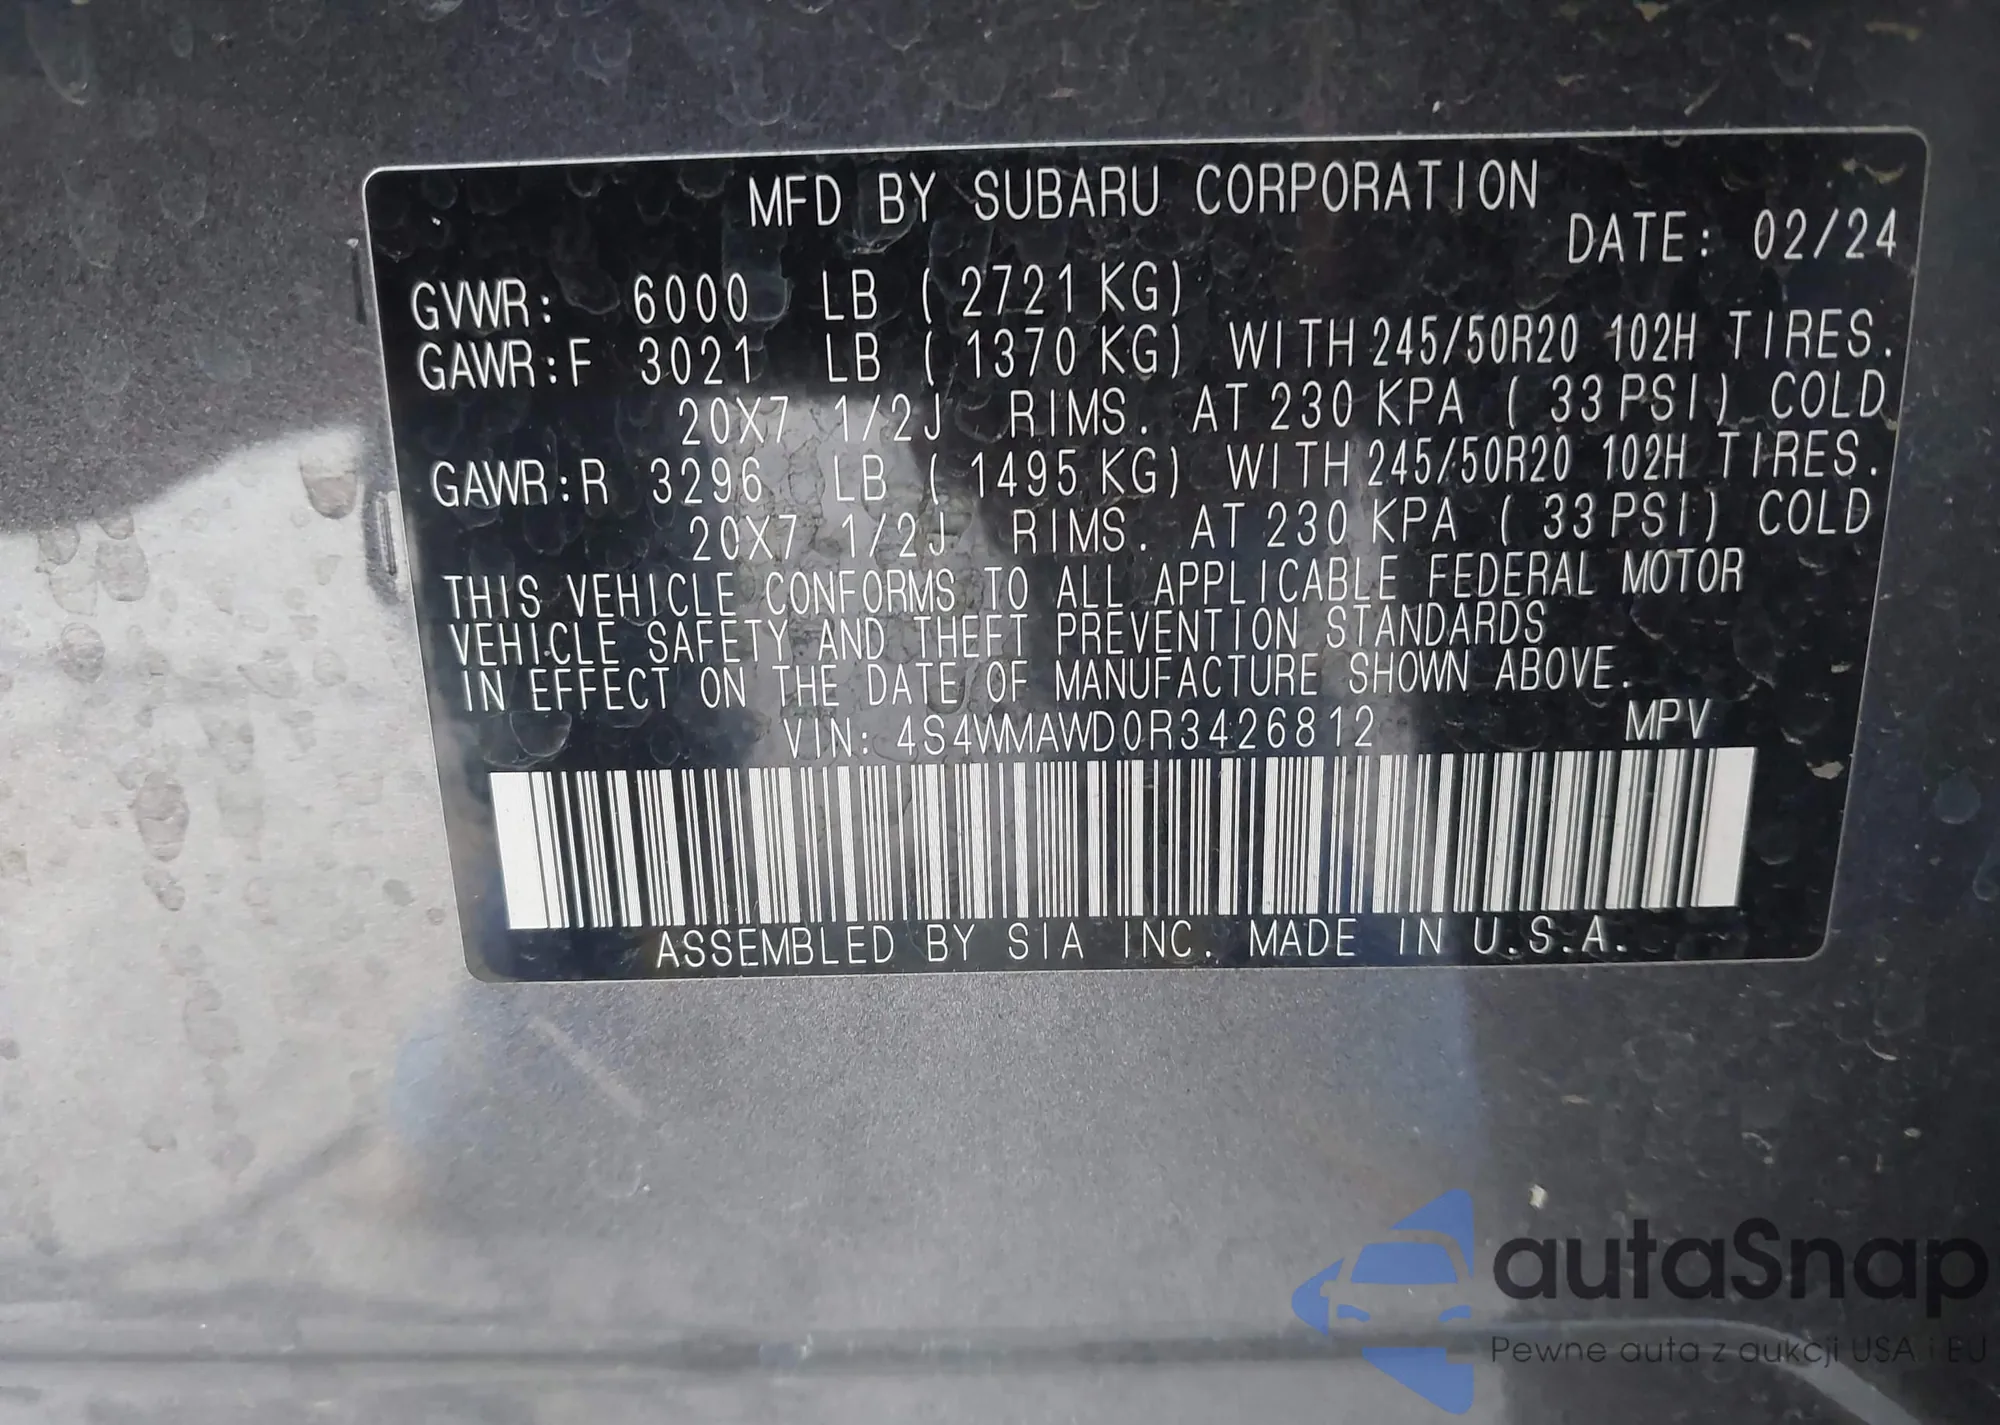 MFD BY SUBARU CORPORATION
DATE: 02/24
GVWR: 6000 LB (2721 KG)
GAWR:F 3021 LB (1370 KG) WITH 245/50R20 102H TIRES.
20X7 1/2J RIMS. AT 230 KPA (33 PSI) COLD
GAWR:R 3296 LB (1495 KG) WITH 245/50R20 102H TIRES.
20X7 1/2J RIMS. AT 230 KPA (33 PSI) COLD
THIS VEHICLE CONFORMS TO ALL APPLICABLE FEDERAL MOTOR
VEHICLE SAFETY AND THEFT PREVENTION STANDARDS
IN EFFECT ON THE DATE OF MANUFACTURE SHOWN ABOVE.
VIN: 4S4WMAWD0R3426812 MPV
ASSEMBLED BY SIA INC. MADE IN U.S.A.
autaSnap
Pewne auta z aukcji USA i EU